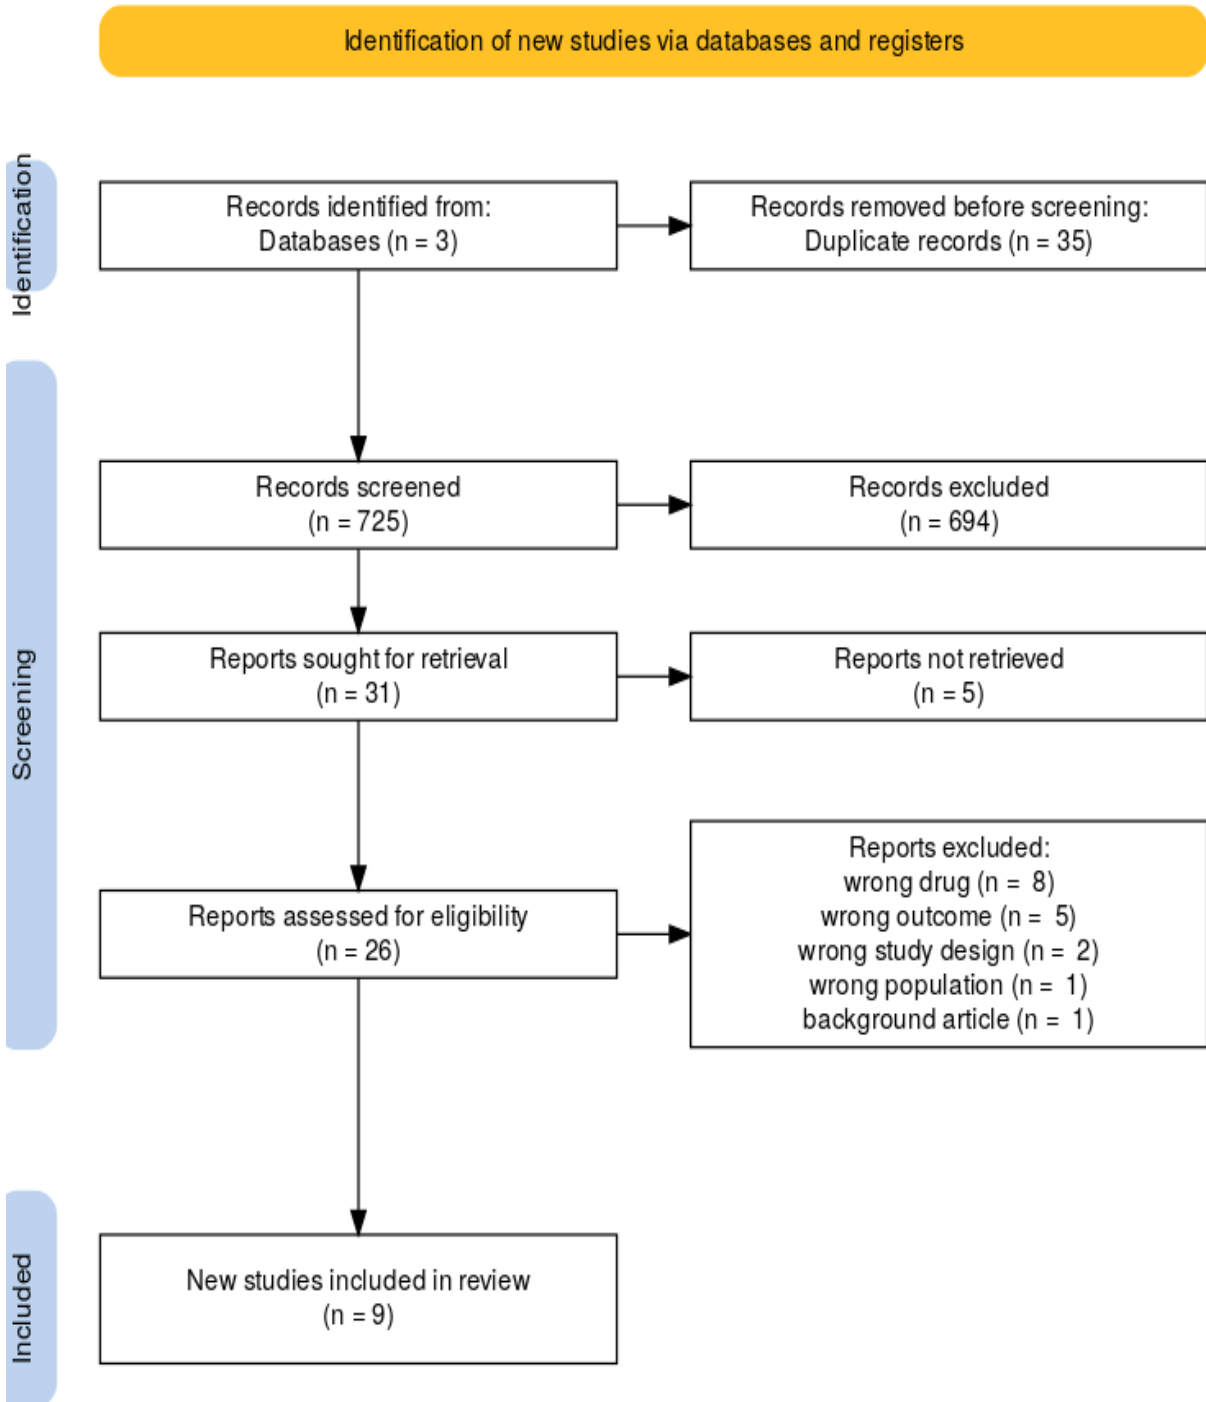 Identification of new studies via databases and registers
Identification
Records identified from:
Databases (n = 3)
Records removed before screening:
Duplicate records (n = 35)
Screening
Records screened
(n = 725)
Records excluded
(n = 694)
Reports sought for retrieval
(n = 31)
Reports not retrieved
(n = 5)
Reports assessed for eligibility
(n = 26)
Reports excluded:
wrong drug (n = 8)
wrong outcome (n = 5)
wrong study design (n = 2)
wrong population (n = 1)
background article (n = 1)
Included
New studies included in review
(n = 9)